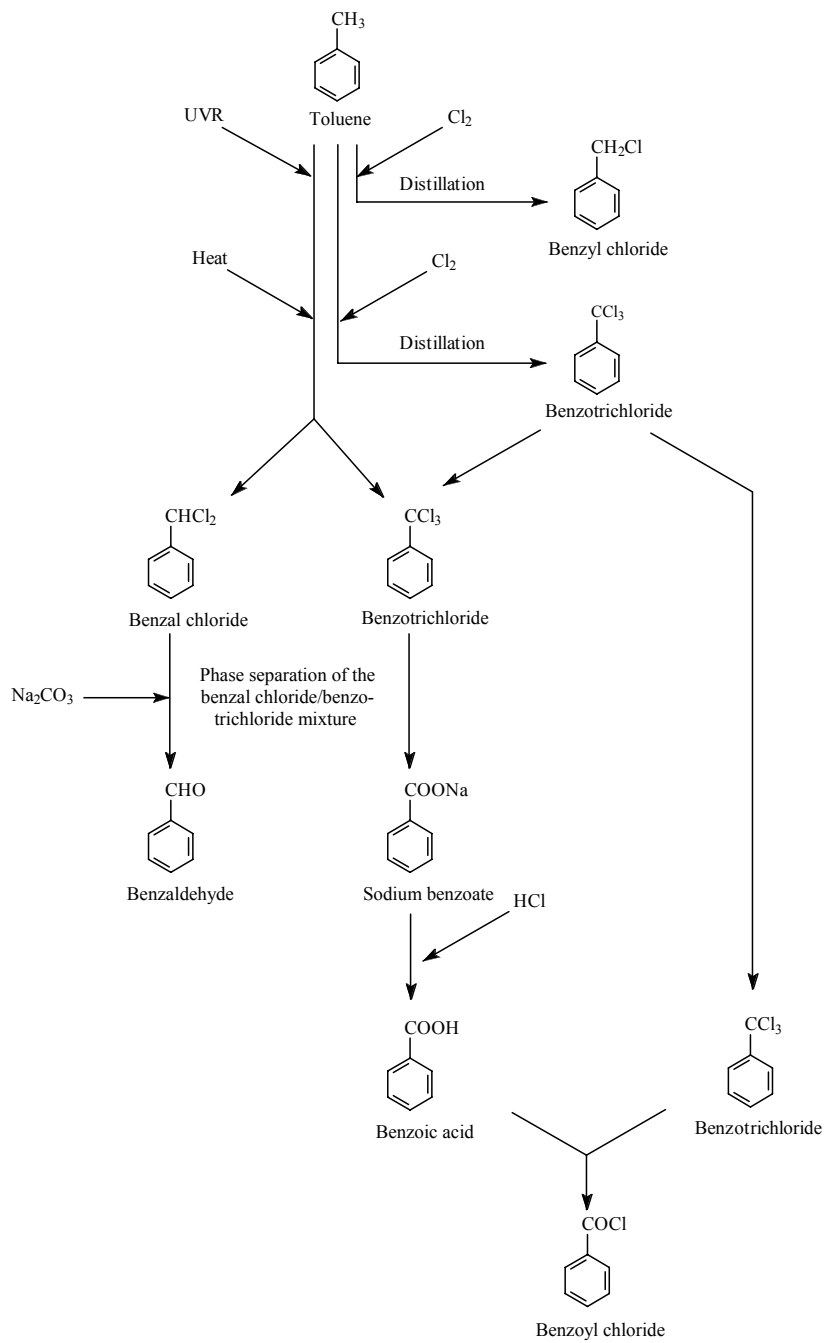 CH3
Toluene
UVR
Cl2
CH2Cl
Distillation
Benzyl chloride
Heat
Cl2
CCl3
Distillation
Benzotrichloride
CHCl2
CCl3
Benzal chloride
Benzotrichloride
Na2CO3
Phase separation of the
benzal chloride/benzo-
trichloride mixture
CHO
COONa
Benzaldehyde
Sodium benzoate
HCl
COOH
CCl3
Benzoic acid
Benzotrichloride
COCl
Benzoyl chloride